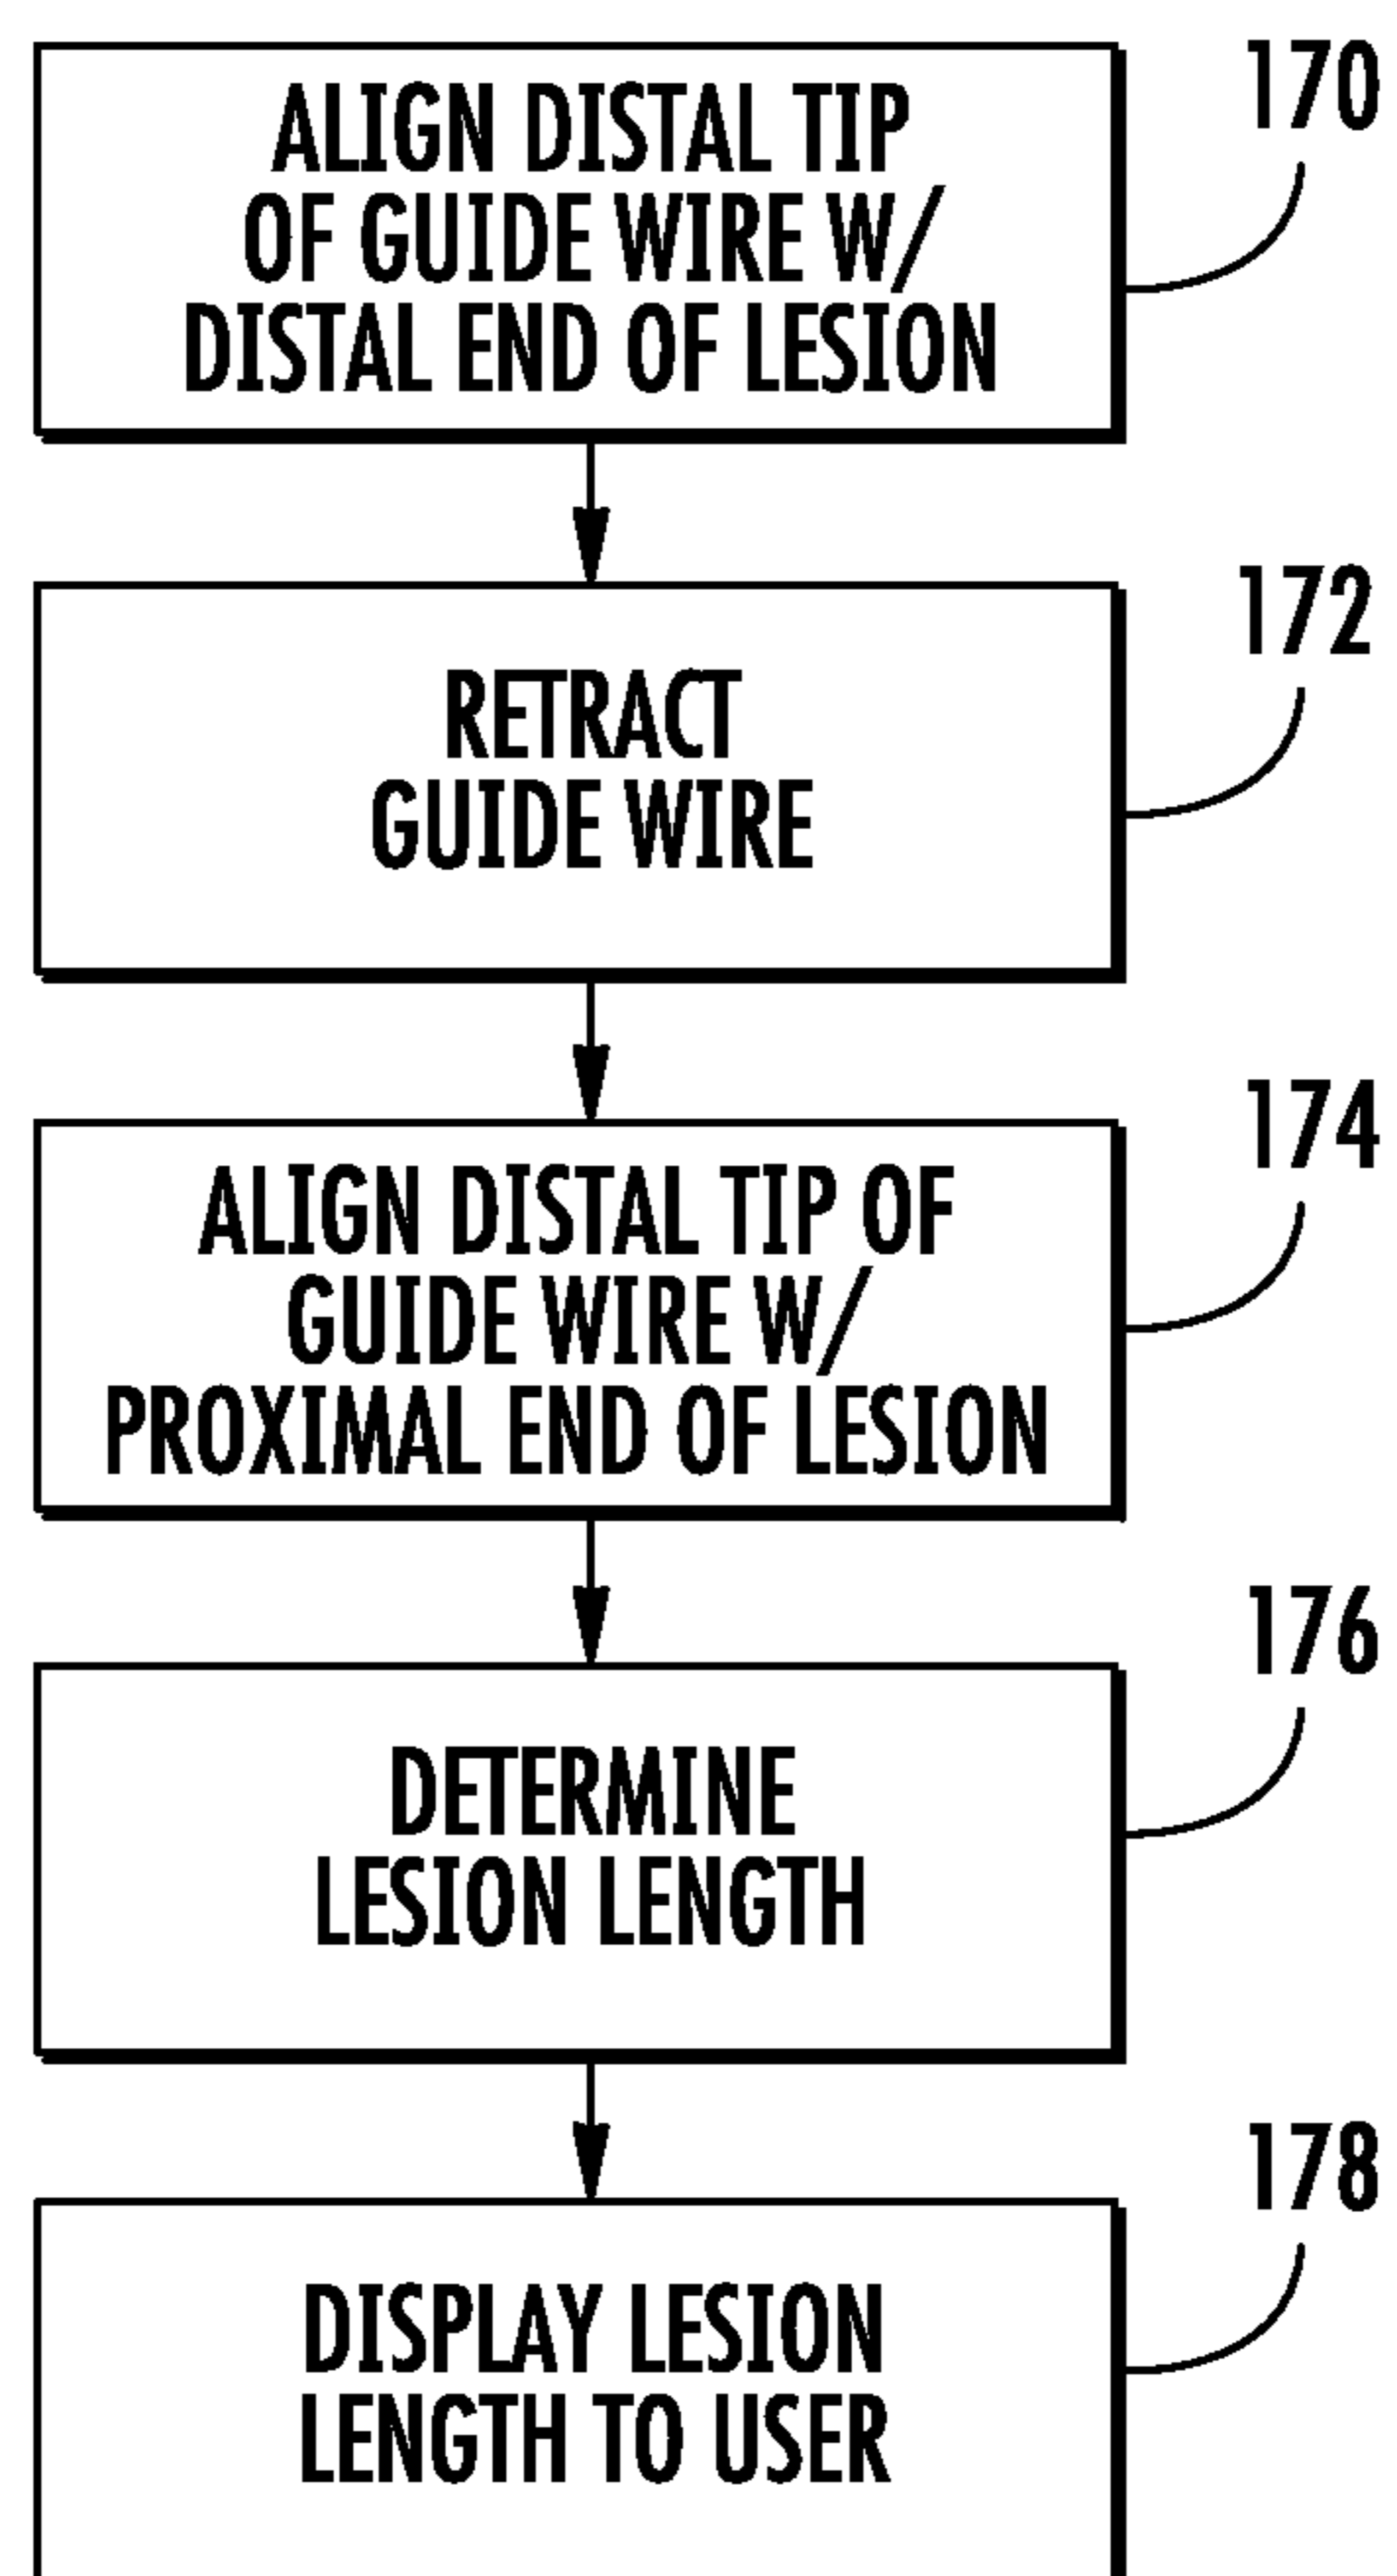 170
ALIGN DISTAL TIP
OF GUIDE WIRE W/
DISTAL END OF LESION
172
RETRACT
GUIDE WIRE
174
ALIGN DISTAL TIP OF
GUIDE WIRE W/
PROXIMAL END OF LESION
176
DETERMINE
LESION LENGTH
178
DISPLAY LESION
LENGTH TO USER